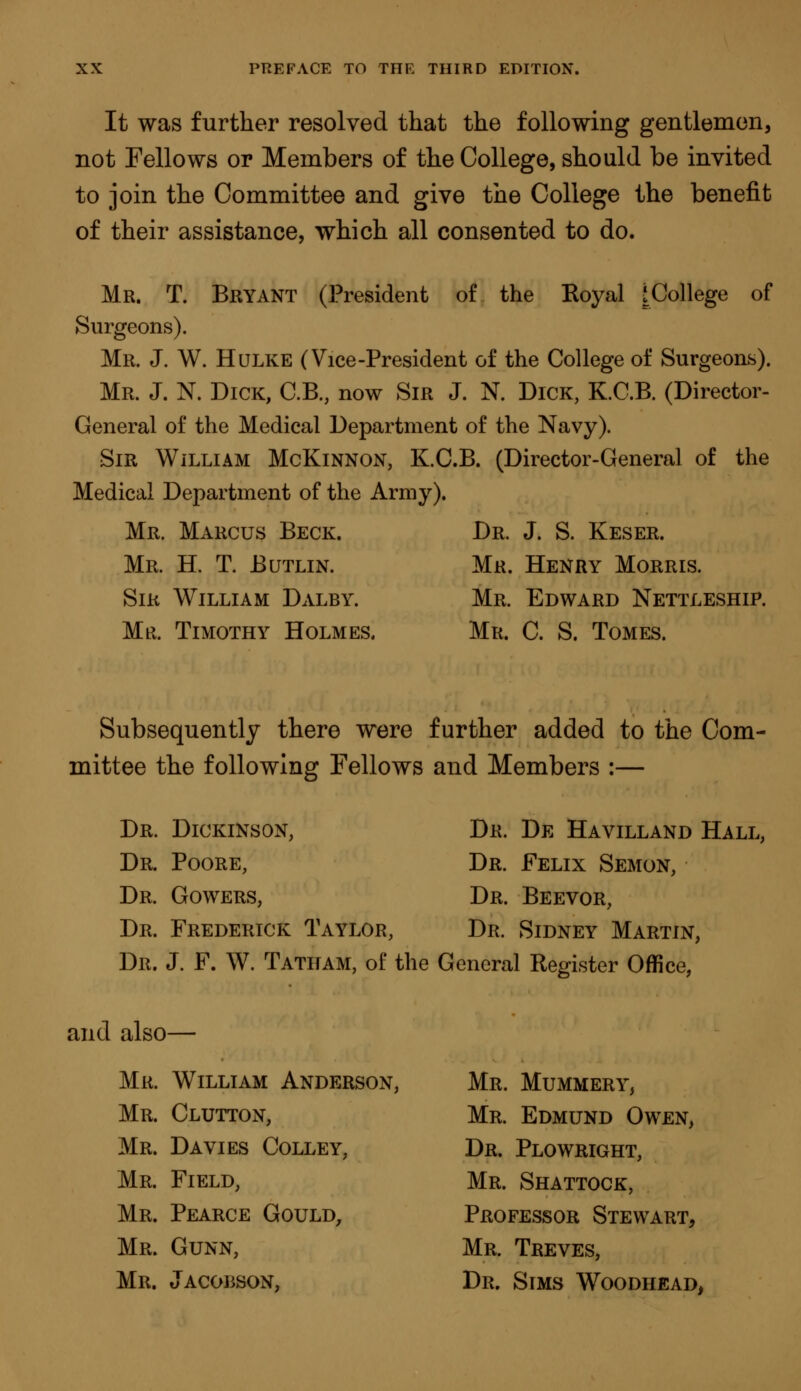 XX PREFACE TO THE THIRD EDITION.
It was further resolved that the following gentlemen,
not Fellows or Members of the College, should be invited
to join the Committee and give the College the benefit
of their assistance, which all consented to do.
MR. T. BRYANT (President of the Royal [College of
Surgeons).
MR. J. W. HULKE (Vice-President of the College of Surgeons).
MR. J. N. DICK, C.B., now SIR J. N. DICK, K.C.B. (Director-
General of the Medical Department of the Navy).
SIR WILLIAM MCKINNON, K.C.B. (Director-General of the
Medical Department of the Army).
MR. MARCUS BECK. DR. J. S. KESER.
MR. H. T. BUTLIN. MR. HENRY MORRIS.
SIR WILLIAM DALBY. MR. EDWARD NETTLESHIP.
MR. TIMOTHY HOLMES. MR. C. S. TOMES.
Subsequently there were further added to the Com-
mittee the following Fellows and Members :—
DR. DICKINSON, DR. DE HAVILLAND HALL,
DR. POORE, DR. FELIX SEMON,
DR. GOWERS, DR. BEEVOR,
DR. FREDERICK TAYLOR, DR. SIDNEY MARTIN,
DR. J. F. W. TATHAM, of the General Register Office,
and also—
MR. WILLIAM ANDERSON, MR. MUMMERY,
MR. CLUTTON, MR. EDMUND OWEN,
MR. DAVIES COLLEY, DR. PLOWRIGHT,
MR. FIELD, MR. SHATTOCK,
MR. PEARCE GOULD, PROFESSOR STEWART,
MR. GUNN, MR. TREVES,
MR. JACOBSON, DR. SIMS WOODHEAD,